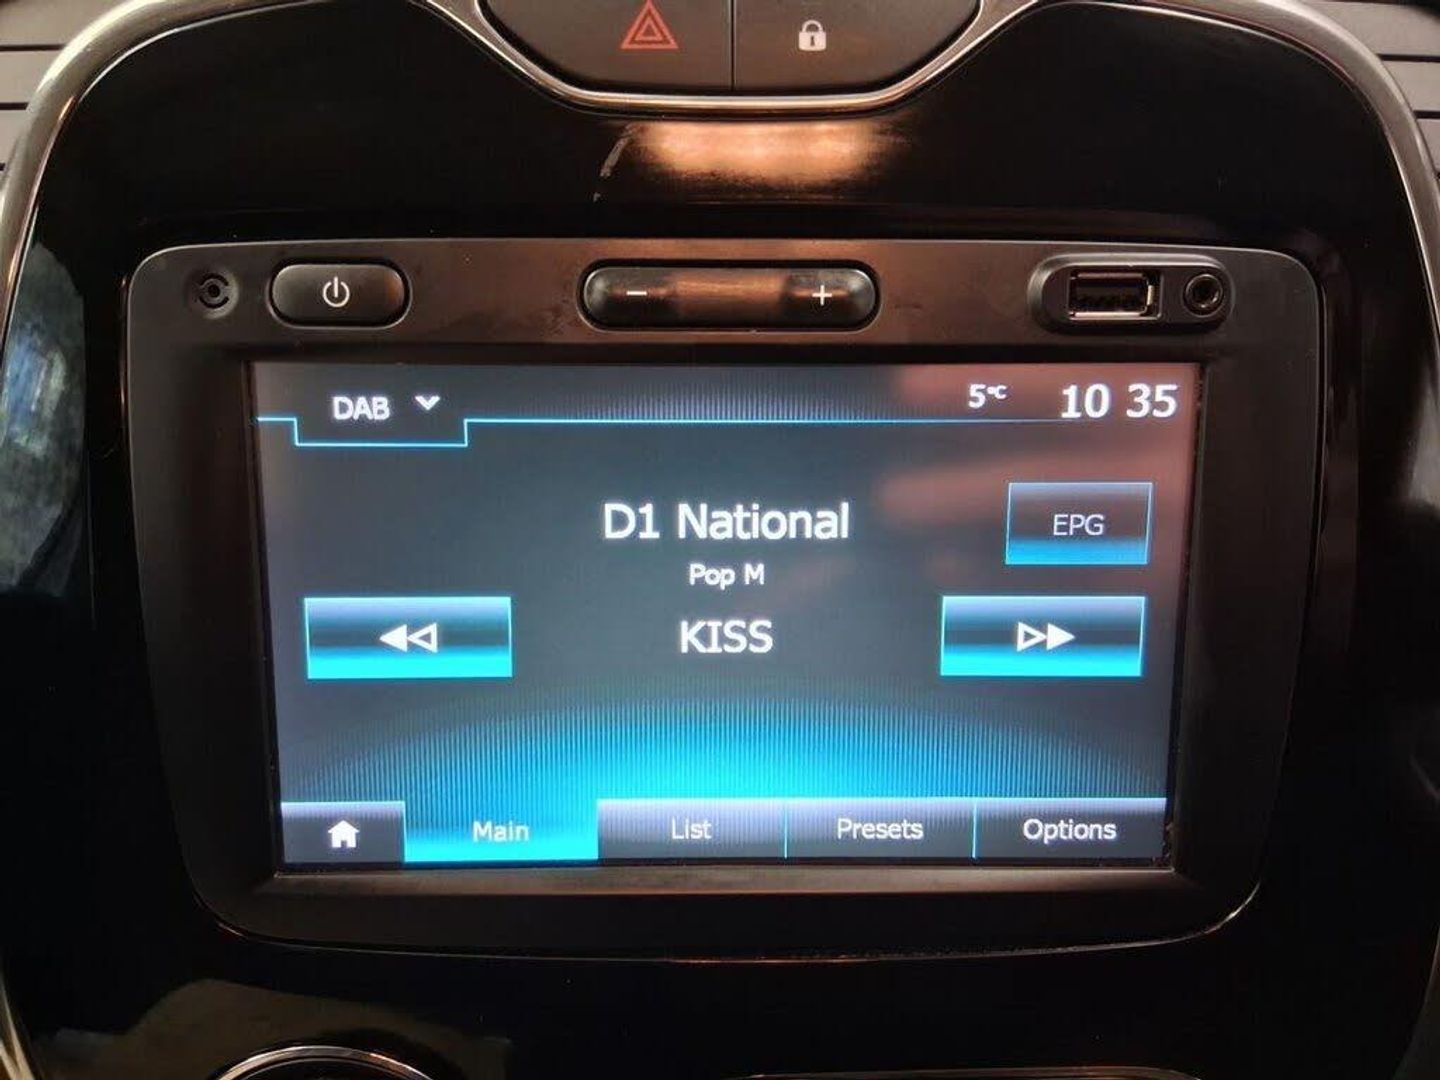 DAB
5°C
10 35
D1 National
EPG
Pop M
KISS
Main
List
Presets
Options